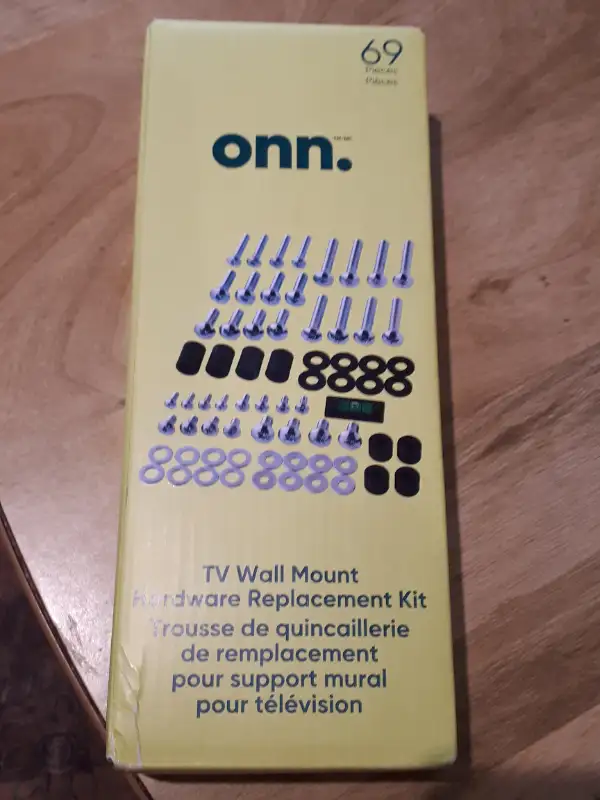 69
Pieces
Pièces
onn.
TV Wall Mount
Hardware Replacement Kit
Trousse de quincaillerie
de remplacement
pour support mural
pour télévision